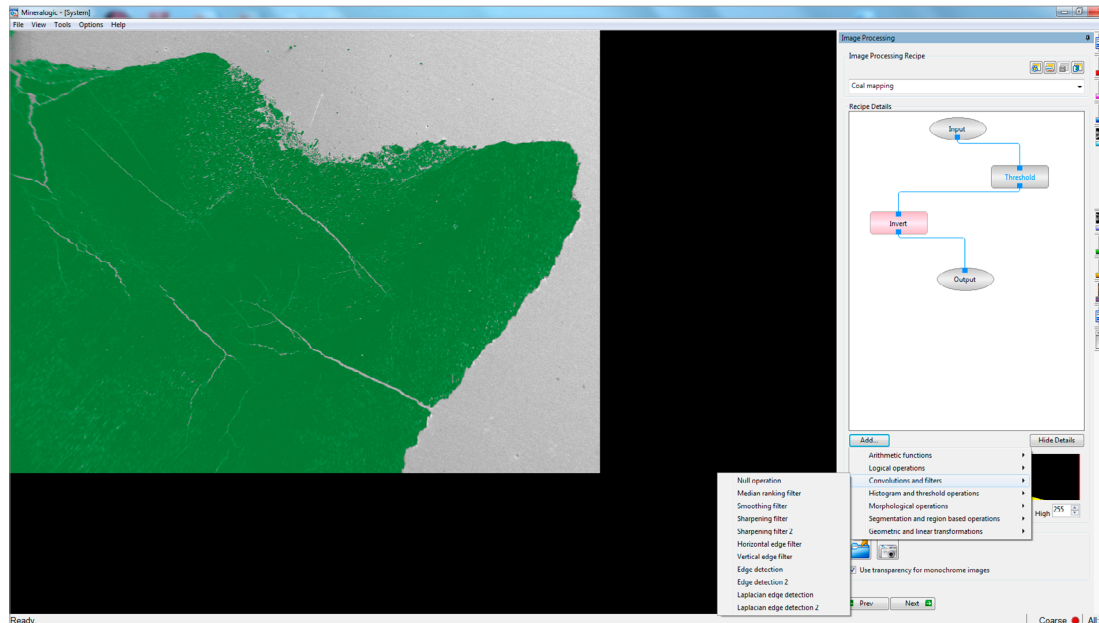 Mineralogic - [System]
File View Tools Options Help
Image Processing
Image Processing Recipe
Coal mapping
Recipe Details
Input
Threshold
Invert
Output
Add...
Hide Details
Arithmetic functions
Logical operations
Convolutions and filters
Histogram and threshold operations
Morphological operations
Segmentation and region based operations
Geometric and linear transformations
Null operation
Median ranking filter
Smoothing filter
Sharpening filter
Sharpening filter 2
Horizontal edge filter
Vertical edge filter
Edge detection
Edge detection 2
Laplacian edge detection
Laplacian edge detection 2
High 255
Use transparency for monochrome images
Prev Next
Ready Coarse All: